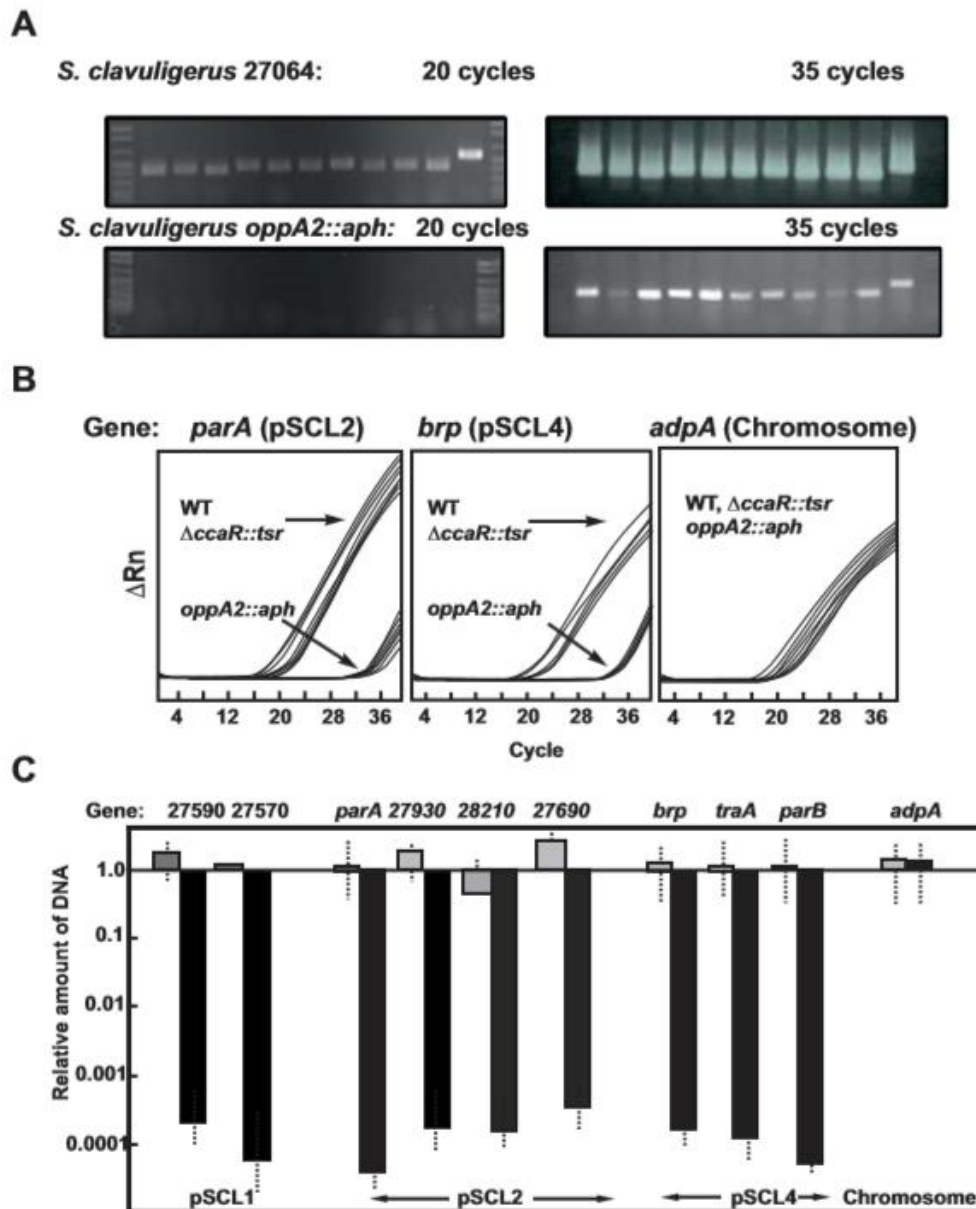 A
S. clavuligerus 27064: 20 cycles 35 cycles
S. clavuligerus oppA2::aph: 20 cycles 35 cycles
B
Gene: parA (pSCL2) brp (pSCL4) adpA (Chromosome)
WT
ΔccaR::tsr
oppA2::aph
WT
ΔccaR::tsr
oppA2::aph
WT, ΔccaR::tsr
oppA2::aph
ΔRn
4 12 20 28 36 4 12 20 28 36 4 12 20 28 36
Cycle
C
Gene: 27590 27570 parA 27930 28210 27690 brp traA parB adpA
Relative amount of DNA
1.0
0.1
0.01
0.001
0.0001
pSCL1 pSCL2 pSCL4 Chromosome